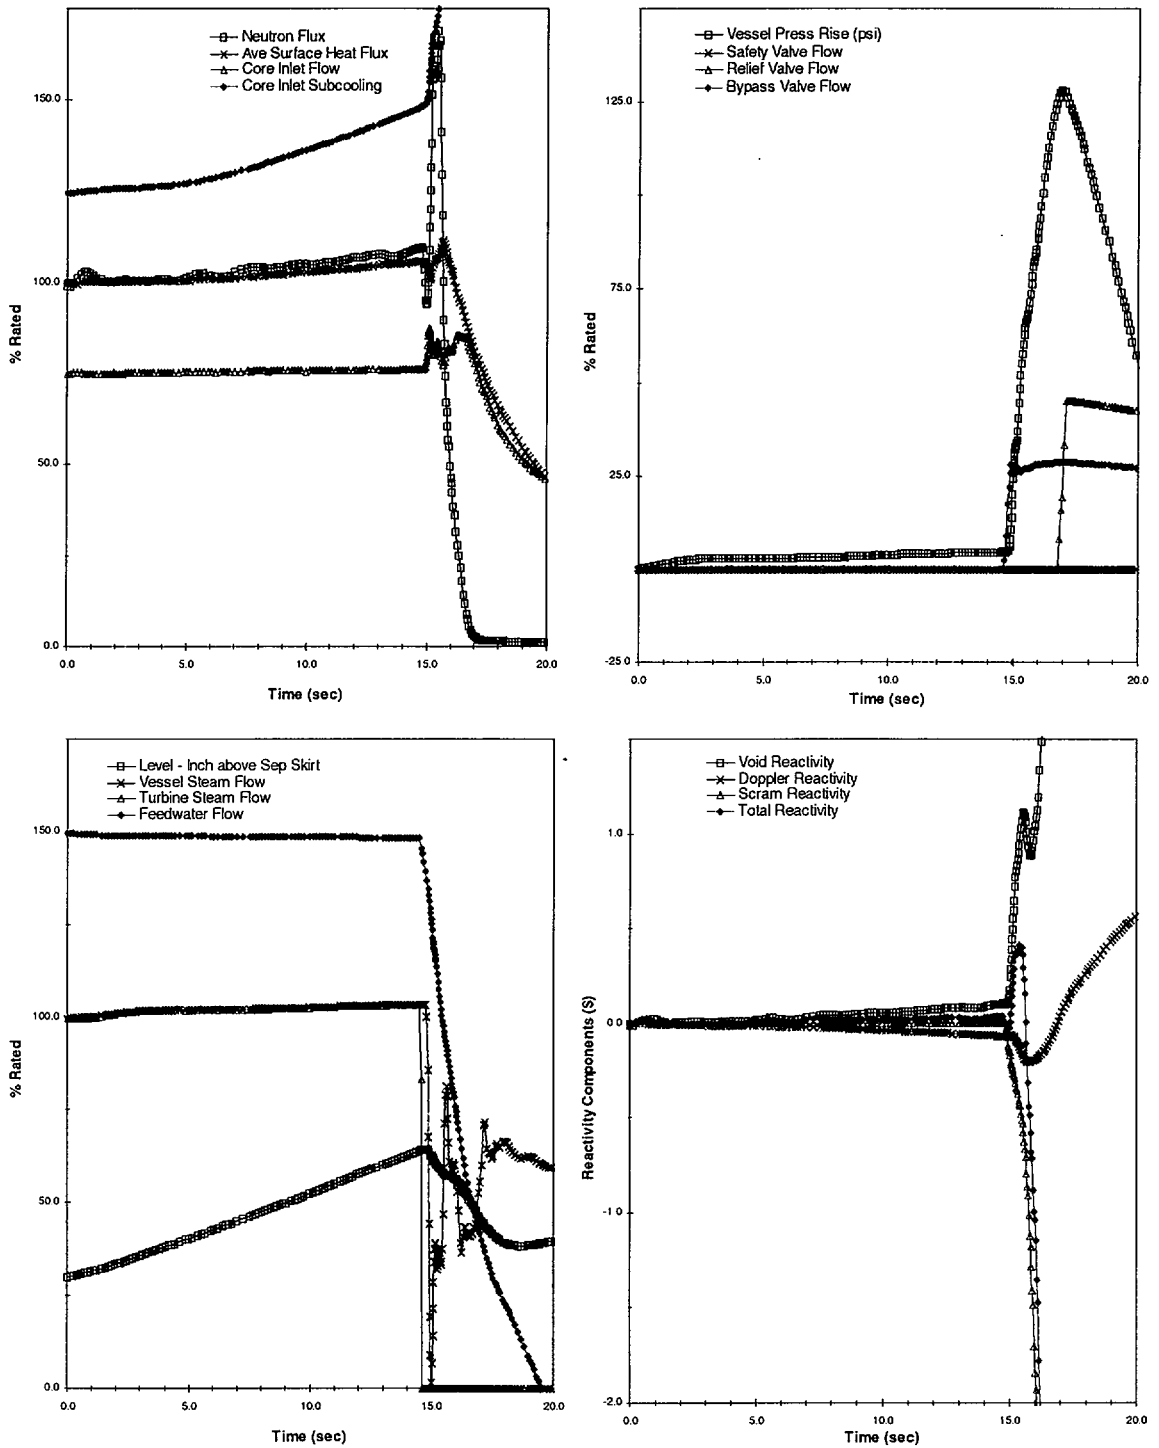 Neutron Flux
Ave Surface Heat Flux
Core Inlet Flow
Core Inlet Subcooling
150.0
100.0
50.0
0.0
% Rated
0.0 5.0 10.0 15.0 20.0
Time (sec)
Vessel Press Rise (psi)
Safety Valve Flow
Relief Valve Flow
Bypass Valve Flow
125.0
75.0
25.0
-25.0
% Rated
0.0 5.0 10.0 15.0 20.0
Time (sec)
Level - Inch above Sep Skirt
Vessel Steam Flow
Turbine Steam Flow
Feedwater Flow
150.0
100.0
50.0
0.0
% Rated
0.0 5.0 10.0 15.0 20.0
Time (sec)
Void Reactivity
Doppler Reactivity
Scram Reactivity
Total Reactivity
1.0
0.0
-1.0
-2.0
Reactivity Components ($)
0.0 5.0 10.0 15.0 20.0
Time (sec)